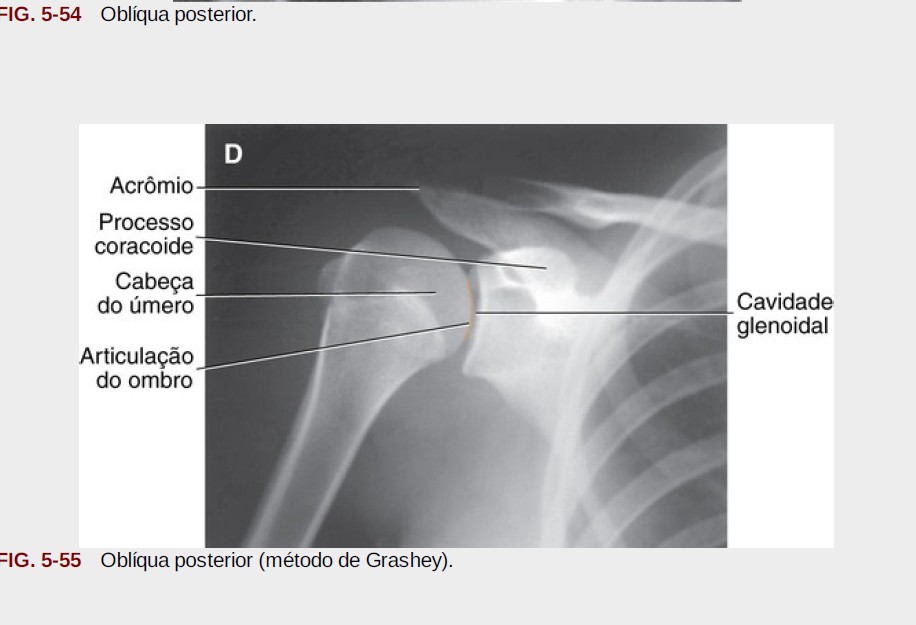 FIG. 5-54 Oblíqua posterior.
D
Acrômio
Processo
coracoide
Cabeça
do úmero
Articulação
do ombro
Cavidade
glenoidal
FIG. 5-55 Oblíqua posterior (método de Grashey).